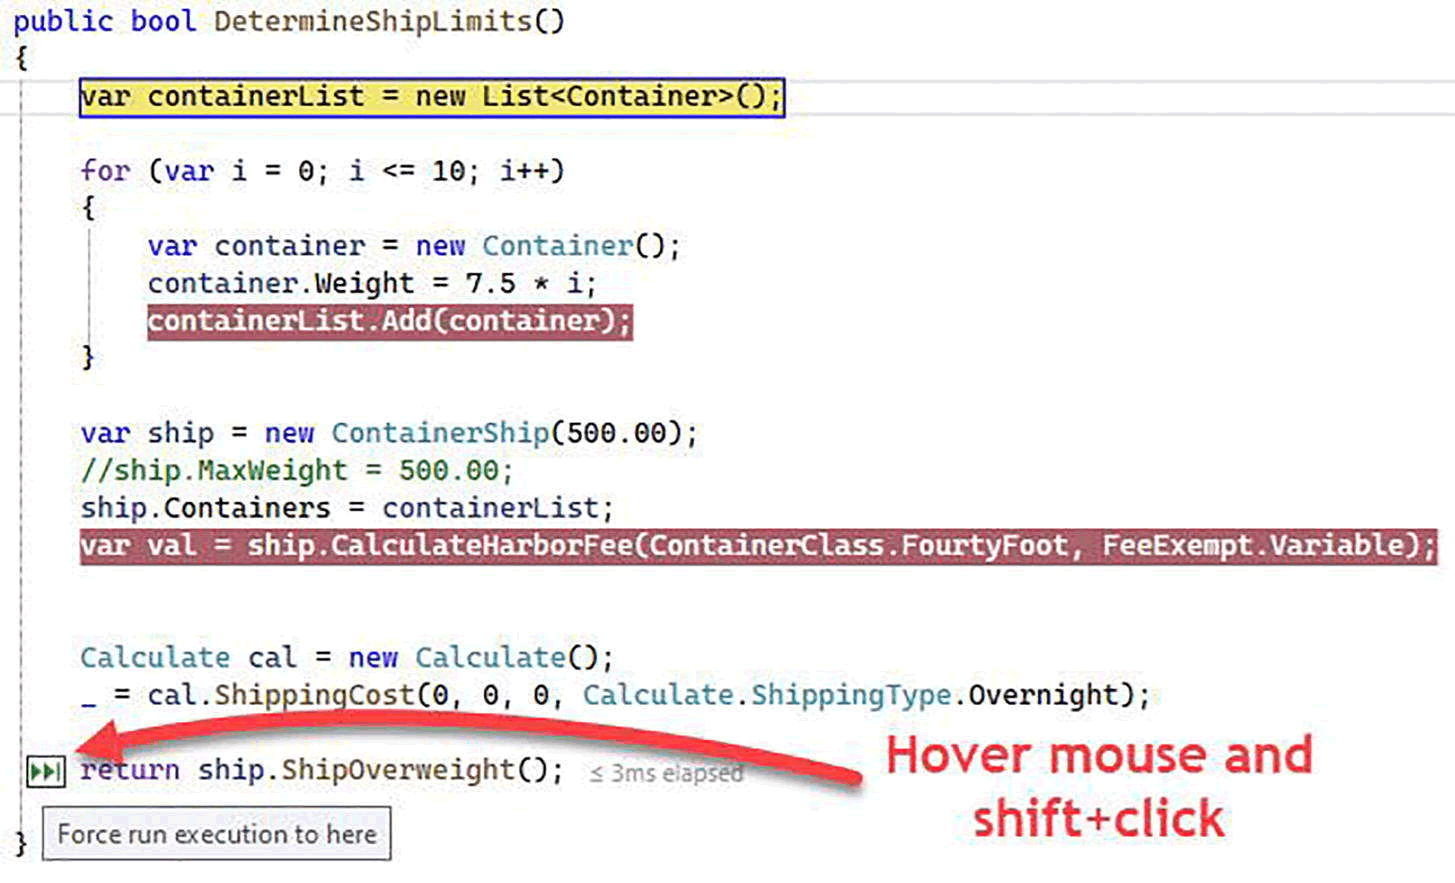 public bool DetermineShipLimits()
{
var containerList = new List<Container>();
for (var i = 0; i <= 10; i++)
{
var container = new Container();
container.Weight = 7.5 * i;
containerList.Add(container);
}
var ship = new ContainerShip(500.00);
//ship.MaxWeight = 500.00;
ship.Containers = containerList;
var val = ship.CalculateHarborFee(ContainerClass.FourtyFoot, FeeExempt.Variable);
Calculate cal = new Calculate();
_ = cal.ShippingCost(0, 0, 0, Calculate.ShippingType.Overnight);
return ship.ShipOverweight(); ≤ 3ms elapsed
Hover mouse and
shift+click
Force run execution to here
}